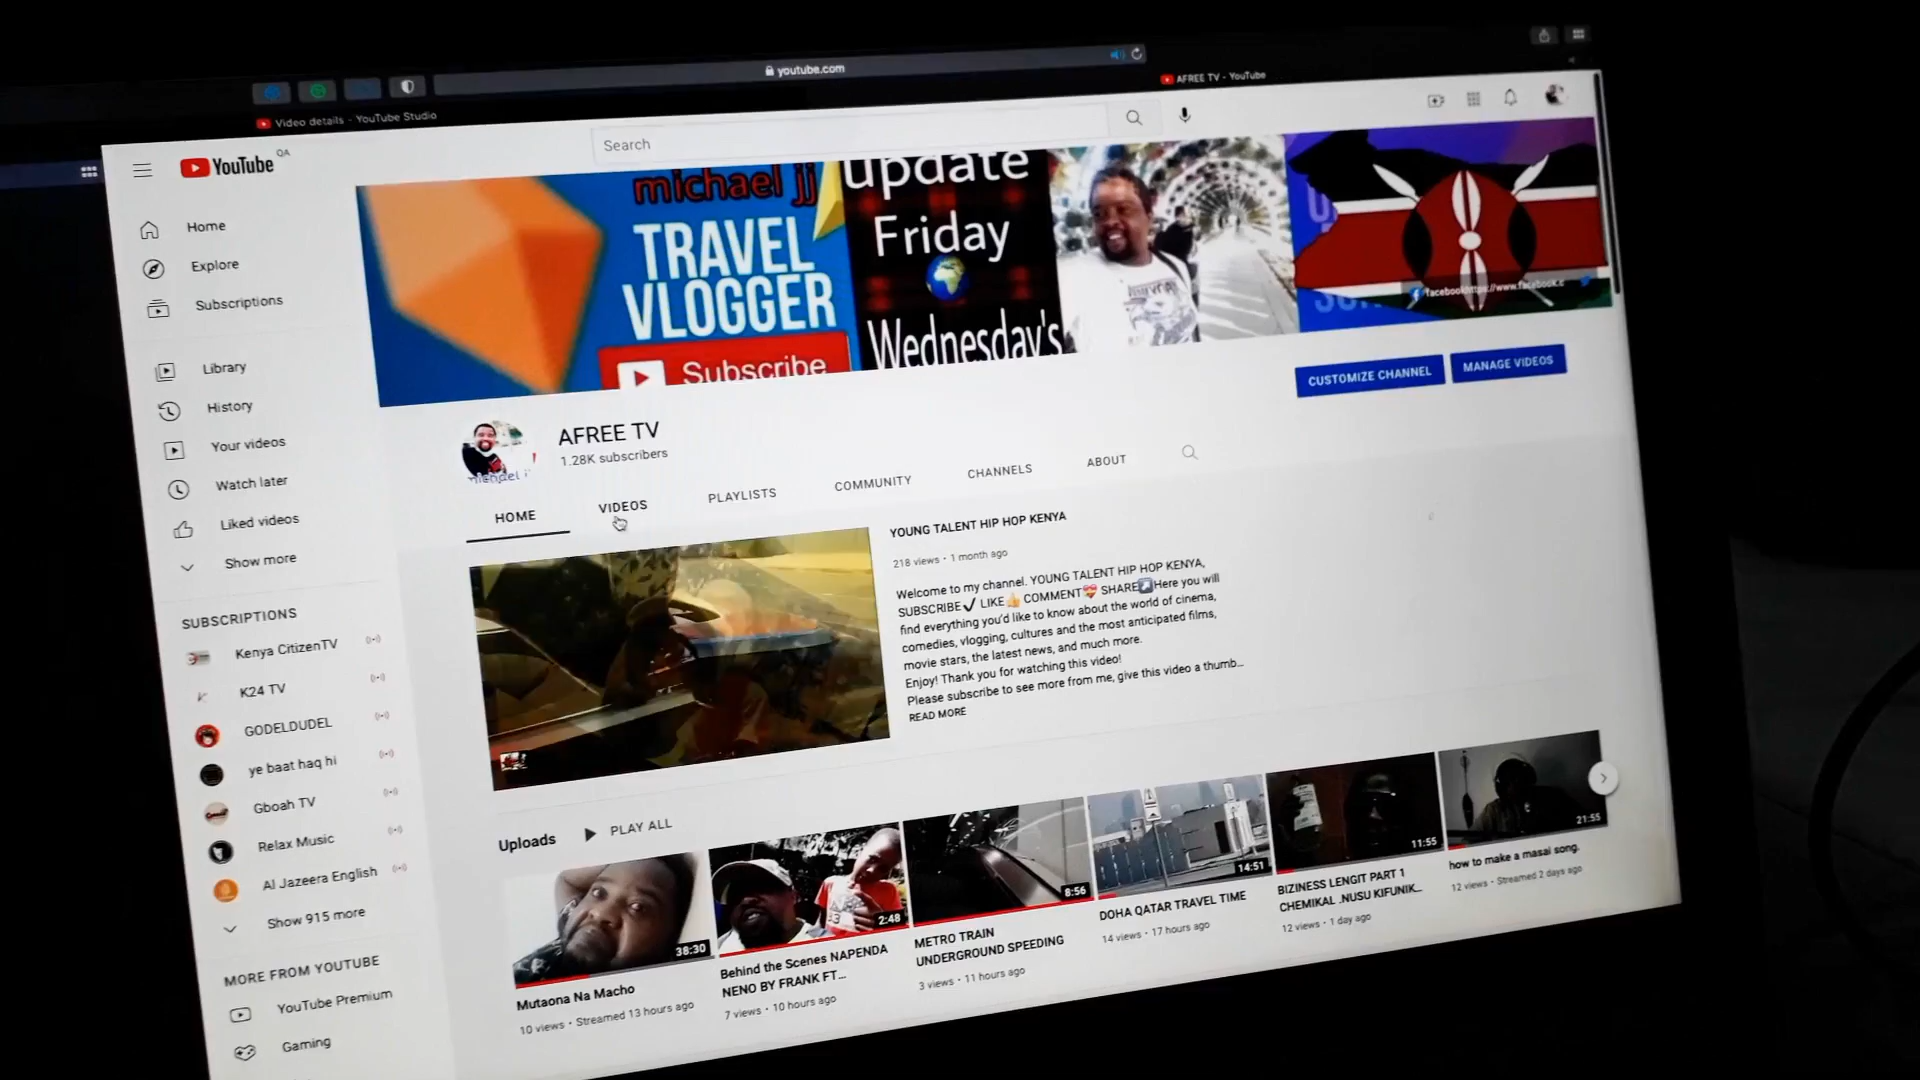 youtube.com
AFREE TV - YouTube
Video details - YouTube Studio
YouTube QA
Search
Home
Explore
Subscriptions
Library
History
Your videos
Watch later
Liked videos
Show more
SUBSCRIPTIONS
Kenya CitizenTV
K24 TV
GODELDUDEL
ye baat haq hi
Gboah TV
Relax Music
Al Jazeera English
Show 915 more
MORE FROM YOUTUBE
YouTube Premium
Gaming
michael jj
TRAVEL
VLOGGER
Subscribe
update
Friday
Wednesday's
facebookhttps://www.facebook.c
CUSTOMIZE CHANNEL
MANAGE VIDEOS
AFREE TV
1.28K subscribers
HOME
VIDEOS
PLAYLISTS
COMMUNITY
CHANNELS
ABOUT
YOUNG TALENT HIP HOP KENYA
218 views • 1 month ago
Welcome to my channel. YOUNG TALENT HIP HOP KENYA,
SUBSCRIBE✓ LIKE👍 COMMENT💝 SHARE↗️Here you will
find everything you'd like to know about the world of cinema,
comedies, vlogging, cultures and the most anticipated films,
movie stars, the latest news, and much more.
Enjoy! Thank you for watching this video!
Please subscribe to see more from me, give this video a thumb...
READ MORE
Uploads
PLAY ALL
38:30
Mutaona Na Macho
10 views • Streamed 13 hours ago
2:48
Behind the Scenes NAPENDA
NENO BY FRANK FT...
7 views • 10 hours ago
8:56
METRO TRAIN
UNDERGROUND SPEEDING
3 views • 11 hours ago
14:51
DOHA QATAR TRAVEL TIME
14 views • 17 hours ago
11:55
BIZINESS LENGIT PART 1
CHEMIKAL .NUSU KIFUNIK...
12 views • 1 day ago
21:55
how to make a masai song.
12 views • Streamed 2 days ago